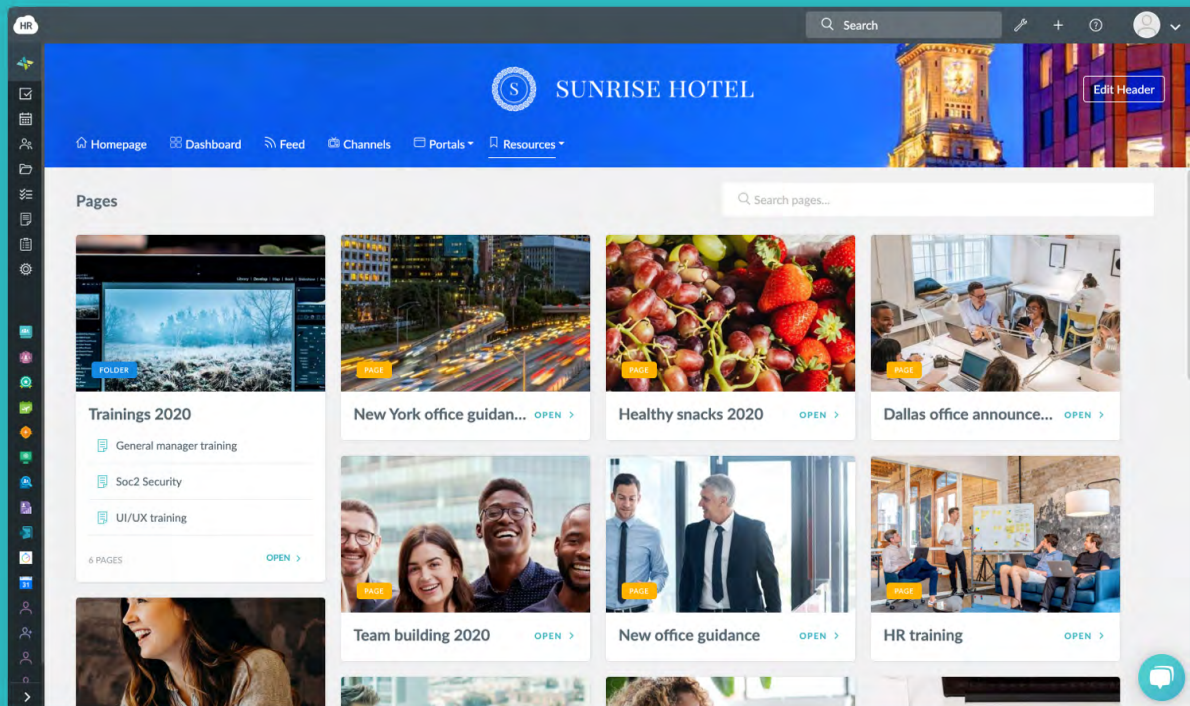 HR
Search
S
SUNRISE HOTEL
Edit Header
Homepage
Dashboard
Feed
Channels
Portals
Resources
Pages
Search pages...
FOLDER
Trainings 2020
General manager training
Soc2 Security
UI/UX training
6 PAGES
OPEN >
PAGE
New York office guidan...
OPEN >
PAGE
Healthy snacks 2020
OPEN >
PAGE
Dallas office announce...
OPEN >
PAGE
Team building 2020
OPEN >
PAGE
New office guidance
OPEN >
PAGE
HR training
OPEN >
31